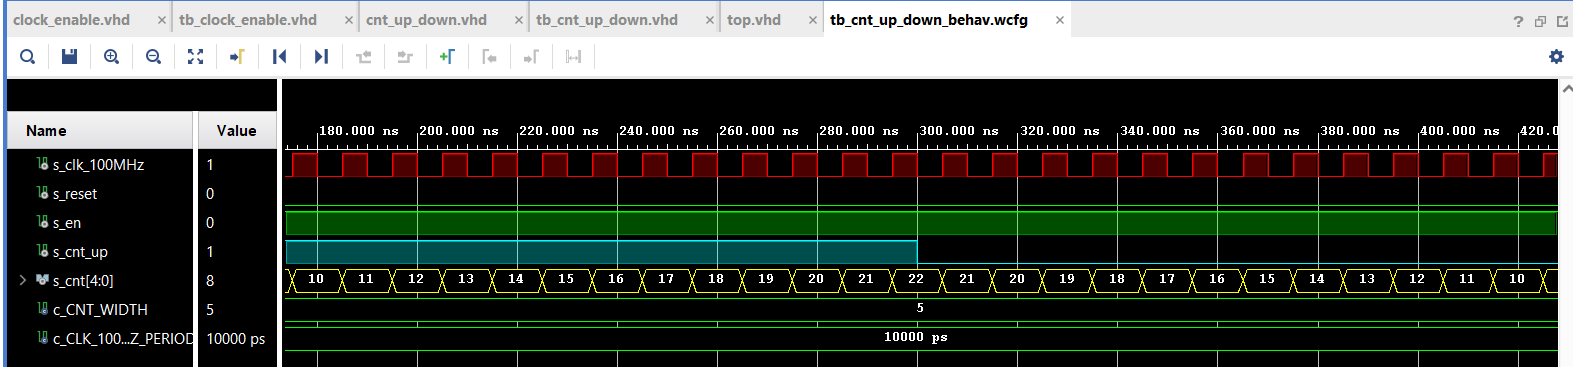 clock_enable.vhd × tb_clock_enable.vhd × cnt_up_down.vhd × tb_cnt_up_down.vhd × top.vhd × tb_cnt_up_down_behav.wcfg ×
Name Value
180.000 ns 200.000 ns 220.000 ns 240.000 ns 260.000 ns 280.000 ns 300.000 ns 320.000 ns 340.000 ns 360.000 ns 380.000 ns 400.000 ns 420.0
s_clk_100MHz 1
s_reset 0
s_en 0
s_cnt_up 1
s_cnt[4:0] 8 10 11 12 13 14 15 16 17 18 19 20 21 22 21 20 19 18 17 16 15 14 13 12 11 10
c_CNT_WIDTH 5 5
c_CLK_100...Z_PERIOD 10000 ps 10000 ps